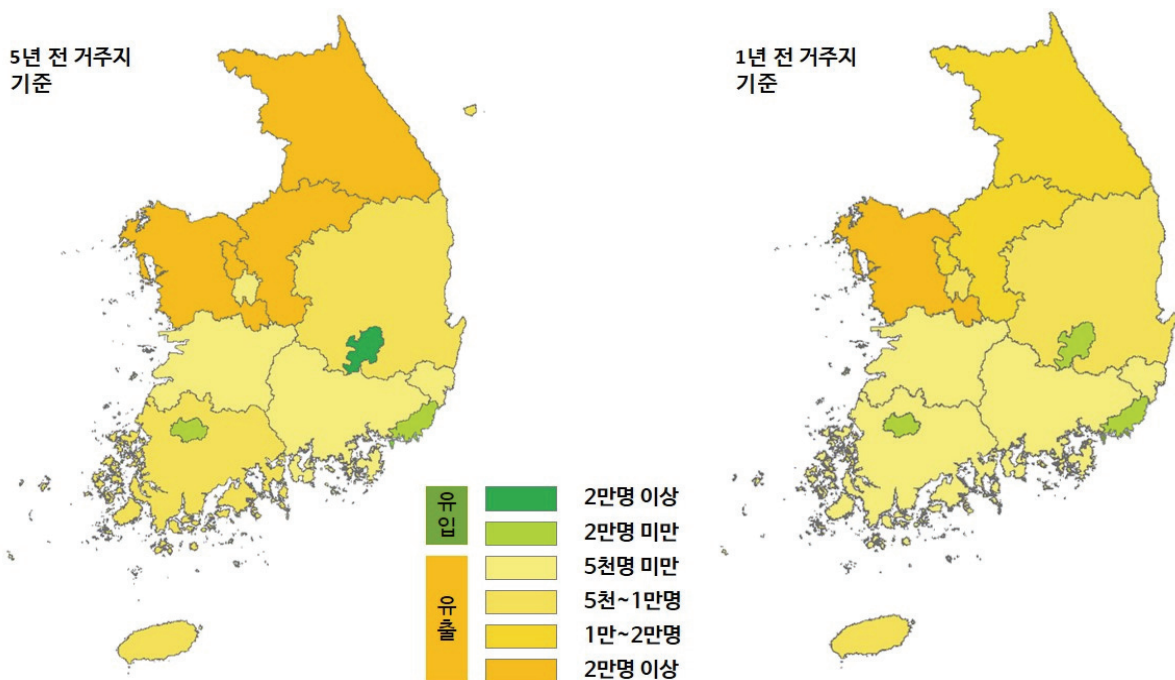 5년 전 거주지
기준
1년 전 거주지
기준
유입
2만명 이상
2만명 미만
유출
5천명 미만
5천~1만명
1만~2만명
2만명 이상